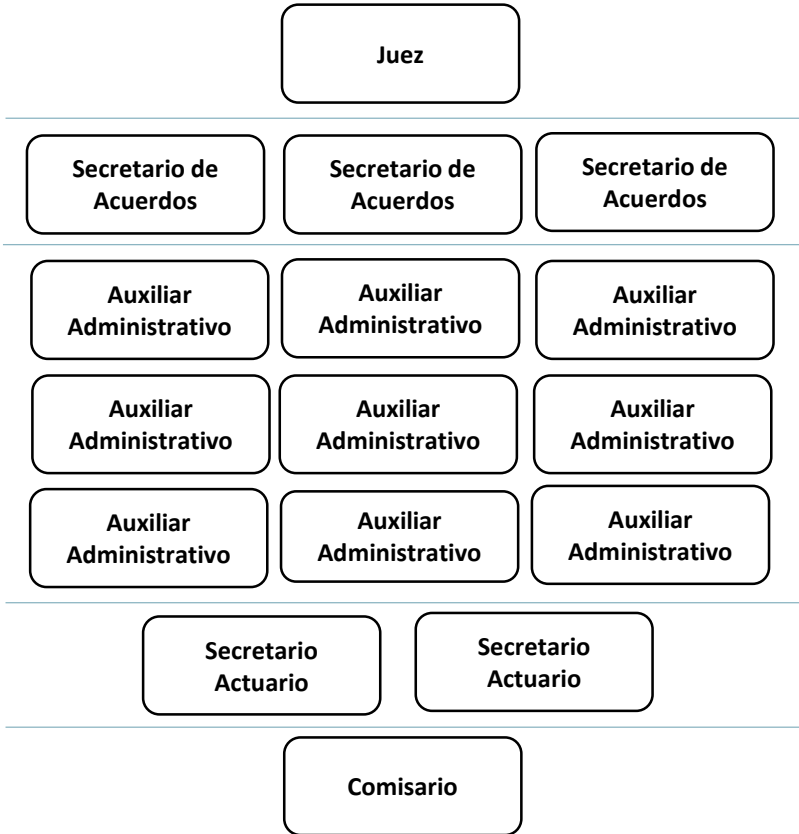 Juez
Secretario de
Acuerdos
Secretario de
Acuerdos
Secretario de
Acuerdos
Auxiliar
Administrativo
Auxiliar
Administrativo
Auxiliar
Administrativo
Auxiliar
Administrativo
Auxiliar
Administrativo
Auxiliar
Administrativo
Auxiliar
Administrativo
Auxiliar
Administrativo
Auxiliar
Administrativo
Secretario
Actuario
Secretario
Actuario
Comisario